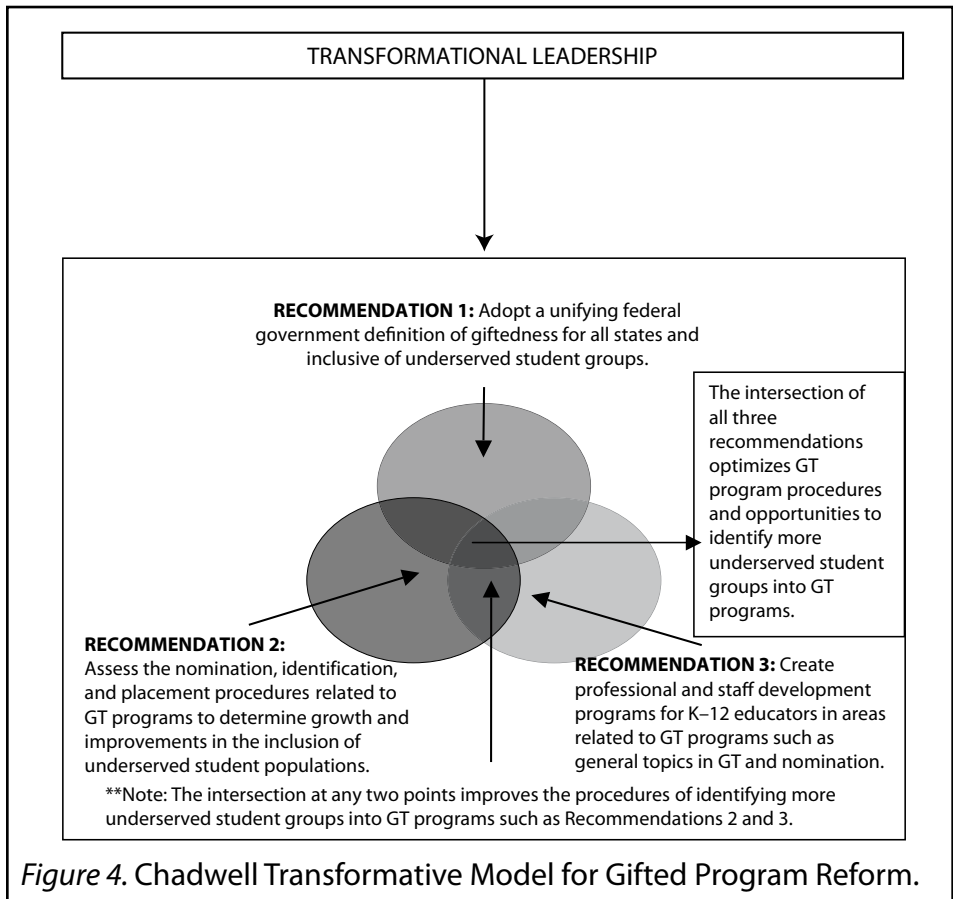 TRANSFORMATIONAL LEADERSHIP
RECOMMENDATION 1: Adopt a unifying federal
government definition of giftedness for all states and
inclusive of underserved student groups.
The intersection of
all three
recommendations
optimizes GT
program procedures
and opportunities to
identify more
underserved student
groups into GT
programs.
RECOMMENDATION 2:
Assess the nomination, identification,
and placement procedures related to
GT programs to determine growth and
improvements in the inclusion of
underserved student populations.
RECOMMENDATION 3: Create
professional and staff development
programs for K–12 educators in areas
related to GT programs such as
general topics in GT and nomination.
**Note: The intersection at any two points improves the procedures of identifying more
underserved student groups into GT programs such as Recommendations 2 and 3.
Figure 4. Chadwell Transformative Model for Gifted Program Reform.